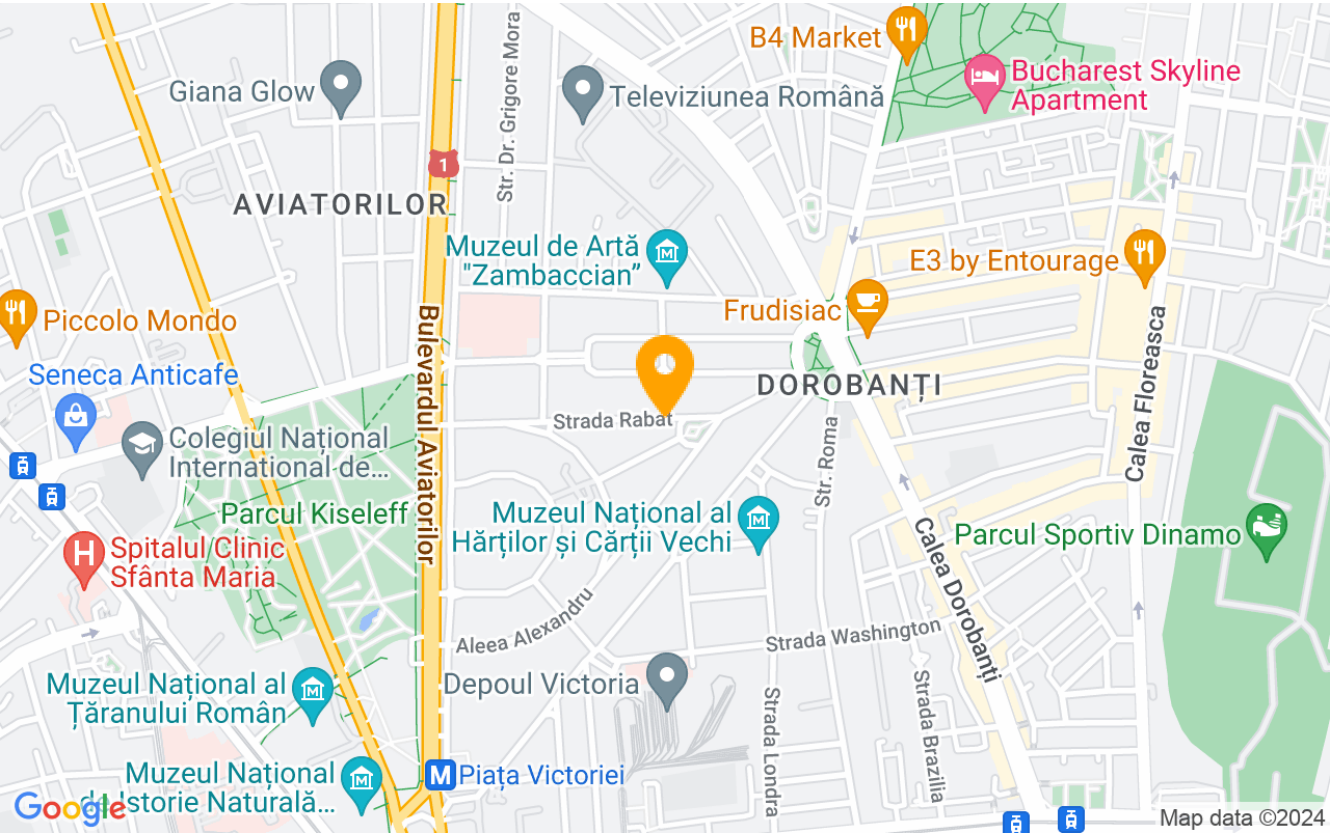 B4 Market
Bucharest Skyline
Apartment
Giana Glow
Televiziunea Română
Str. Dr. Grigore Mora
1
AVIATORILOR
Muzeul de Artă
"Zambaccian”
E3 by Entourage
Piccolo Mondo
Frudisiac
Bulevardul Aviatorilor
Calea Floreasca
Seneca Anticafe
DOROBANȚI
Strada Rabat
Colegiul Național
International de...
Str. Roma
Parcul Kiseleff
Muzeul Național al
Hărților și Cărții Vechi
Parcul Sportiv Dinamo
H
Spitalul Clinic
Sfânta Maria
Calea Dorobanți
Aleea Alexandru
Strada Washington
Muzeul Național al
Țăranului Român
Depoul Victoria
Strada Londra
Strada Brazilia
Muzeul Național
de Istorie Naturală...
M
Piața Victoriei
Google
Map data ©2024